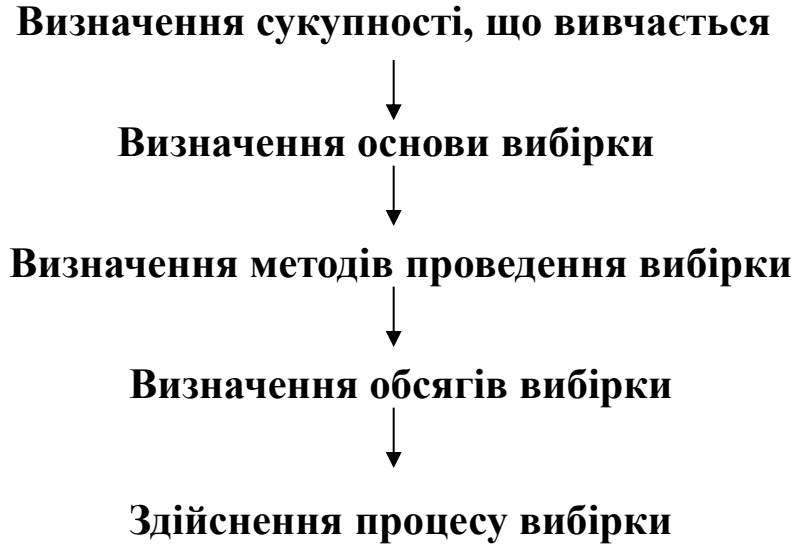 Визначення сукупності, що вивчається
Визначення основи вибірки
Визначення методів проведення вибірки
Визначення обсягів вибірки
Здійснення процесу вибірки